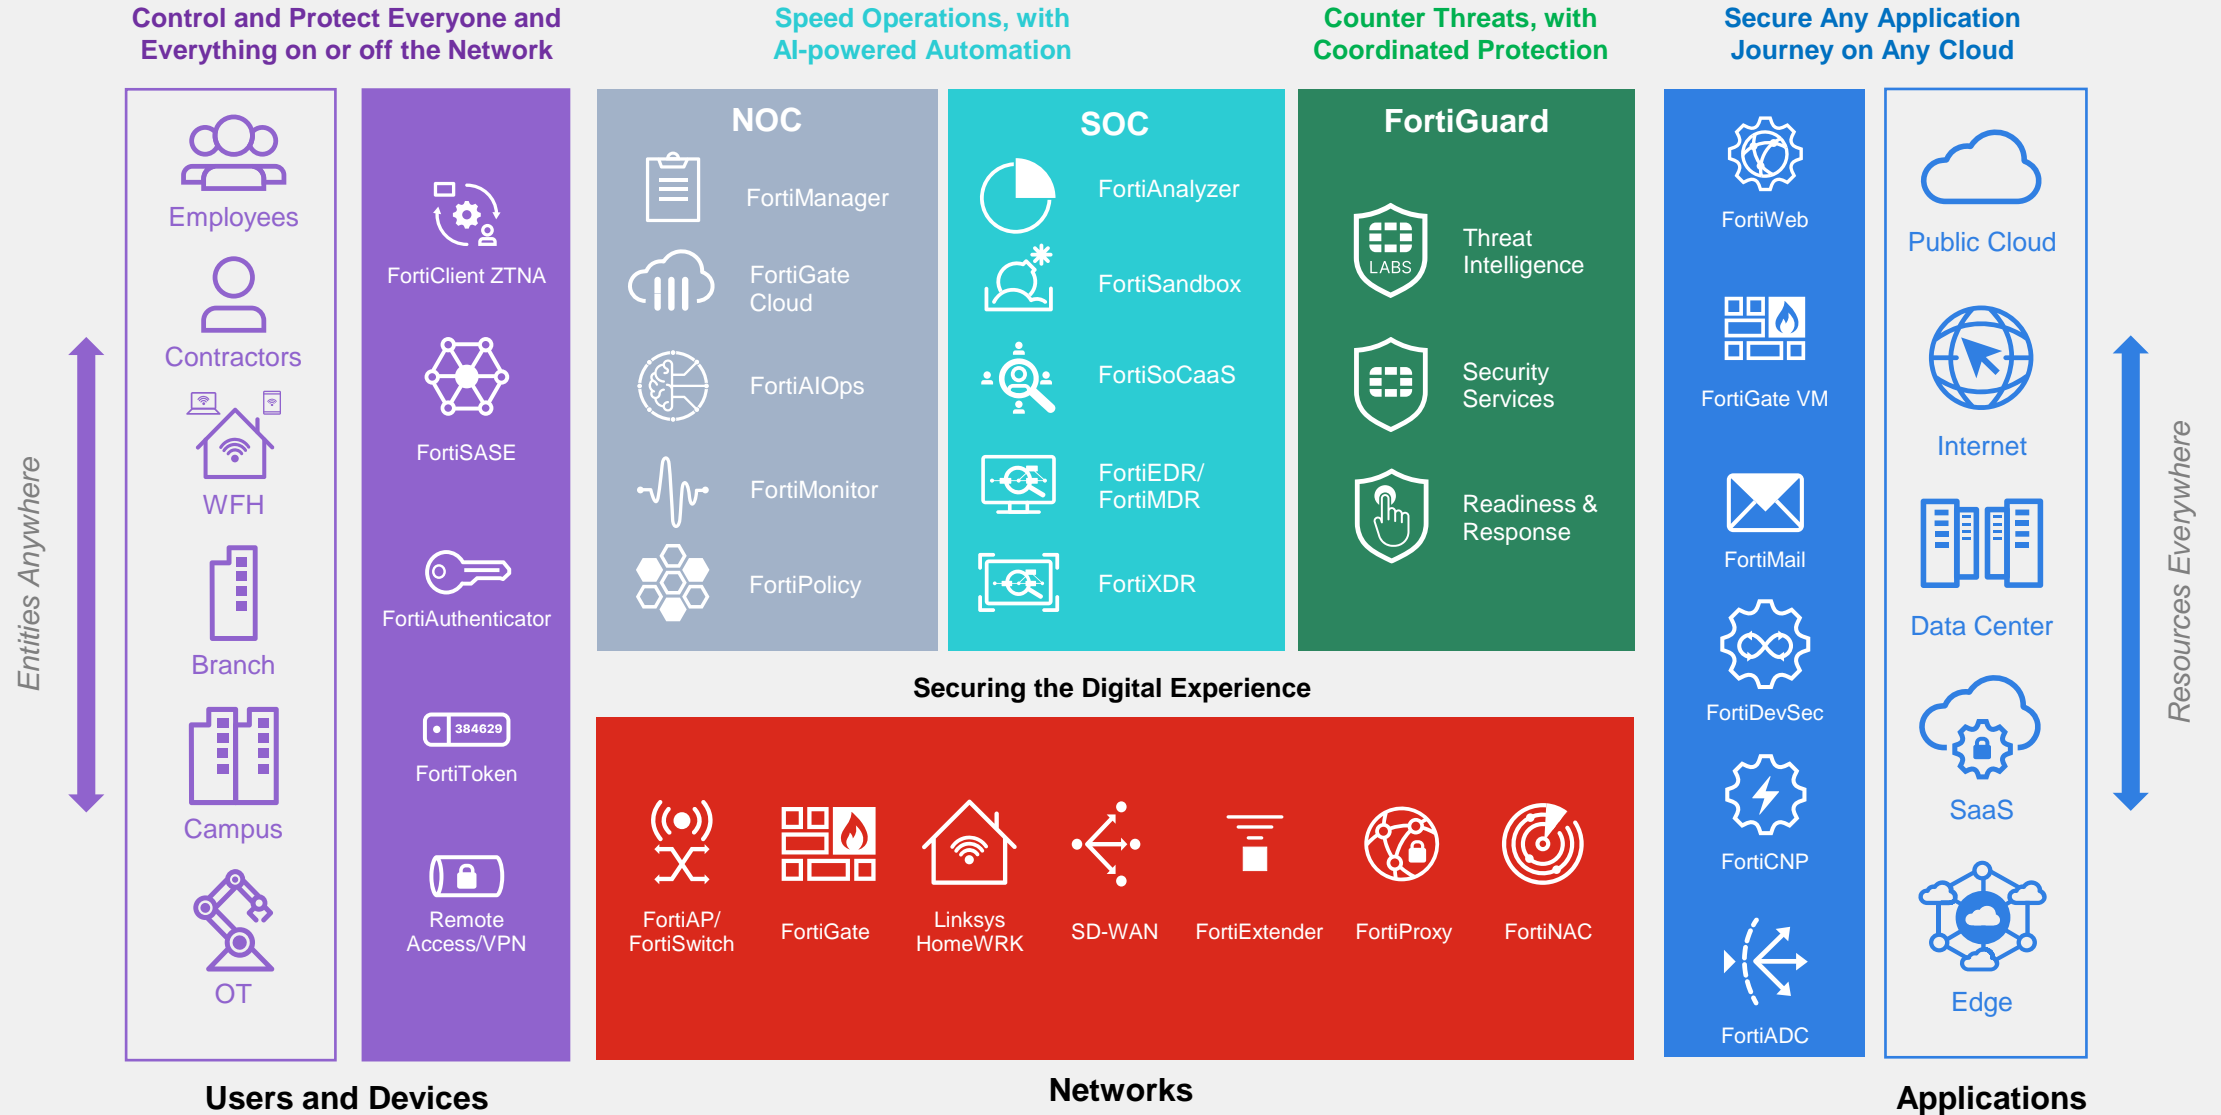 Control and Protect Everyone and
Everything on or off the Network
Speed Operations, with
AI-powered Automation
Counter Threats, with
Coordinated Protection
Secure Any Application
Journey on Any Cloud
Entities Anywhere
Employees
Contractors
WFH
Branch
Campus
OT
FortiClient ZTNA
FortiSASE
FortiAuthenticator
384629
FortiToken
Remote
Access/VPN
NOC
FortiManager
FortiGate
Cloud
FortiAIOps
FortiMonitor
FortiPolicy
SOC
FortiAnalyzer
FortiSandbox
FortiSoCaaS
FortiEDR/
FortiMDR
FortiXDR
FortiGuard
LABS
Threat
Intelligence
Security
Services
Readiness &
Response
Securing the Digital Experience
FortiAP/
FortiSwitch
FortiGate
Linksys
HomeWRK
SD-WAN
FortiExtender
FortiProxy
FortiNAC
FortiWeb
FortiGate VM
FortiMail
FortiDevSec
FortiCNP
FortiADC
Public Cloud
Internet
Data Center
SaaS
Edge
Resources Everywhere
Users and Devices
Networks
Applications